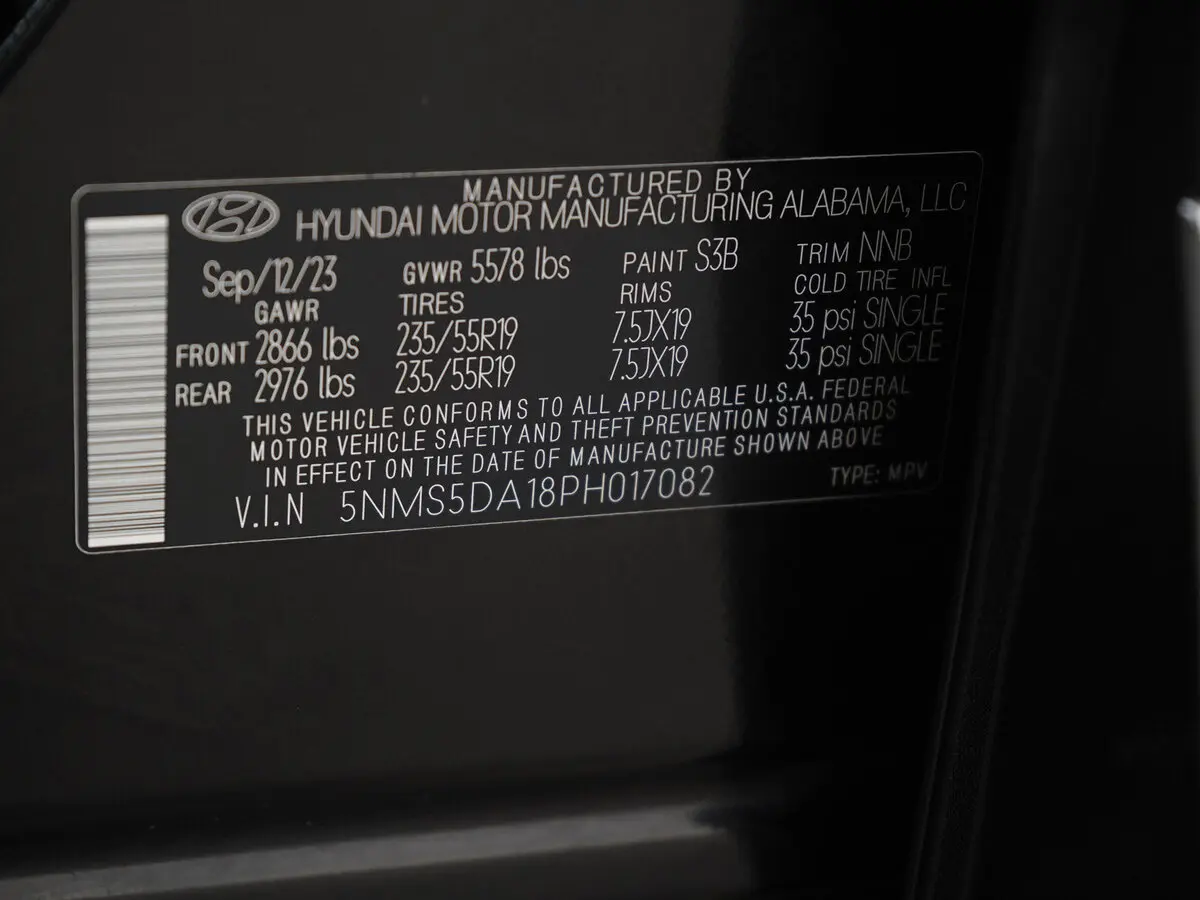 MANUFACTURED BY
HYUNDAI MOTOR MANUFACTURING ALABAMA, LLC
Sep/12/23 GVWR 5578 lbs PAINT S3B TRIM NNB
GAWR TIRES RIMS COLD TIRE INFL
FRONT 2866 lbs 235/55R19 7.5JX19 35 psi SINGLE
REAR 2976 lbs 235/55R19 7.5JX19 35 psi SINGLE
THIS VEHICLE CONFORMS TO ALL APPLICABLE U.S.A. FEDERAL
MOTOR VEHICLE SAFETY AND THEFT PREVENTION STANDARDS
IN EFFECT ON THE DATE OF MANUFACTURE SHOWN ABOVE
V.I.N 5NMS5DA18PH017082 TYPE: MPV